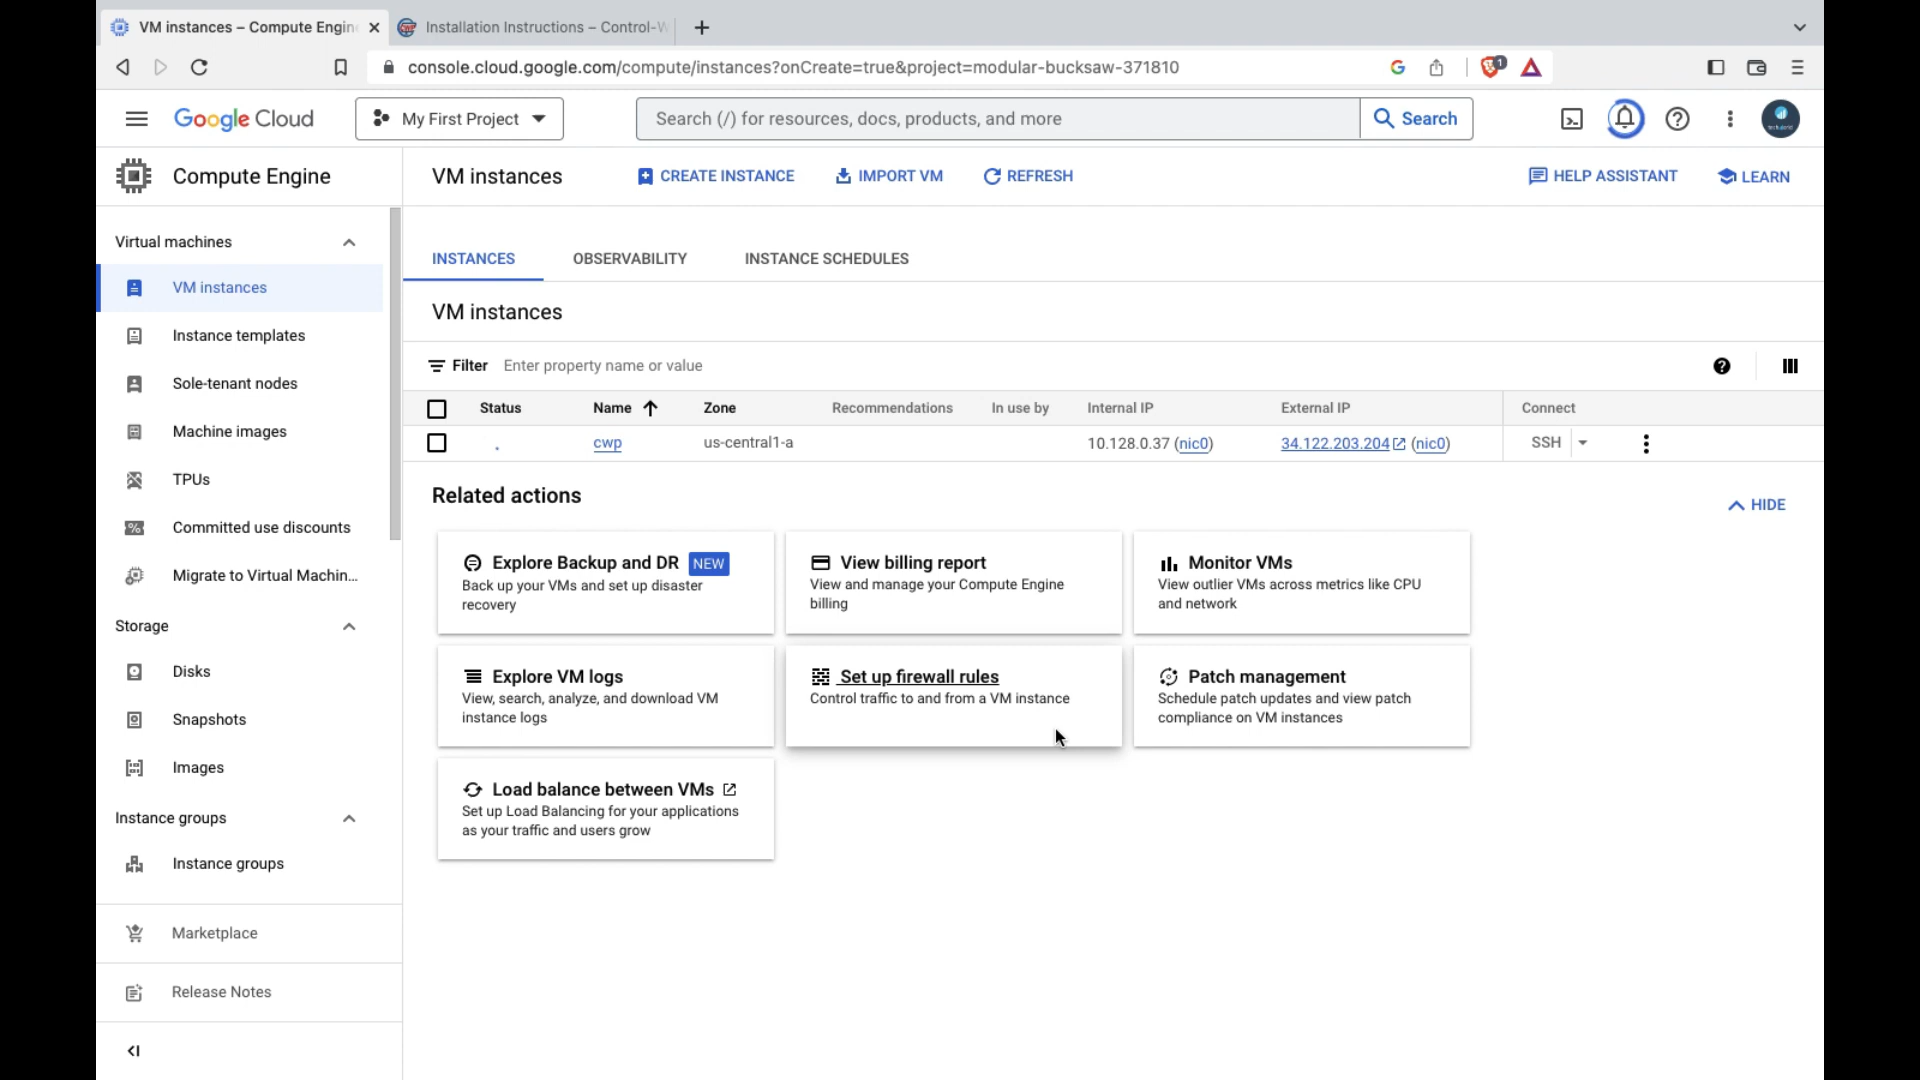 VM instances – Compute Engin
Installation Instructions – Control-W
console.cloud.google.com/compute/instances?onCreate=true&project=modular-bucksaw-371810
1
Google Cloud
My First Project
Search (/) for resources, docs, products, and more
Search
Compute Engine
VM instances
CREATE INSTANCE
IMPORT VM
REFRESH
HELP ASSISTANT
LEARN
Virtual machines
VM instances
Instance templates
Sole-tenant nodes
Machine images
TPUs
Committed use discounts
Migrate to Virtual Machin...
Storage
Disks
Snapshots
Images
Instance groups
Instance groups
Marketplace
Release Notes
INSTANCES
OBSERVABILITY
INSTANCE SCHEDULES
VM instances
Filter
Enter property name or value
Status
Name
Zone
Recommendations
In use by
Internal IP
External IP
Connect
cwp
us-central1-a
10.128.0.37 (nic0)
34.122.203.204 (nic0)
SSH
Related actions
HIDE
Explore Backup and DR NEW
Back up your VMs and set up disaster
recovery
View billing report
View and manage your Compute Engine
billing
Monitor VMs
View outlier VMs across metrics like CPU
and network
Explore VM logs
View, search, analyze, and download VM
instance logs
Set up firewall rules
Control traffic to and from a VM instance
Patch management
Schedule patch updates and view patch
compliance on VM instances
Load balance between VMs
Set up Load Balancing for your applications
as your traffic and users grow